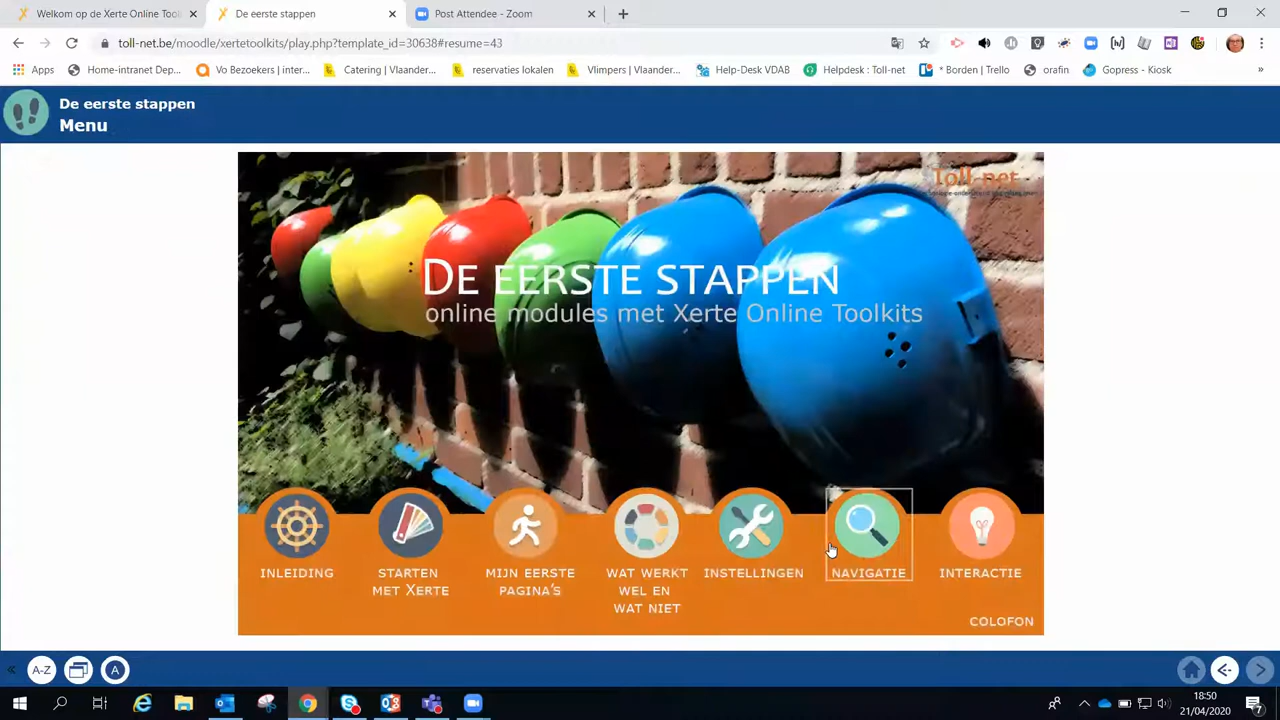 Welkom op de Xerte Online Tool
De eerste stappen
Post Attendee - Zoom
toll-net.be/moodle/xertetoolkits/play.php?template_id=30638#resume=43
Apps
Home-intranet Dep...
Vo Bezoekers | inter...
Catering | Vlaander...
reservaties lokalen
Vlimpers | Vlaander...
Help-Desk VDAB
Helpdesk : Toll-net
* Borden | Trello
orafin
Gopress - Kiosk
»
De eerste stappen
Menu
Toll-net
De eerste stappen
online modules met Xerte Online Toolkits
INLEIDING
STARTEN
MET XERTE
MIJN EERSTE
PAGINA'S
WAT WERKT
WEL EN
WAT NIET
INSTELLINGEN
NAVIGATIE
INTERACTIE
COLOFON
«
A-Z
A
18:50
21/04/2020
7